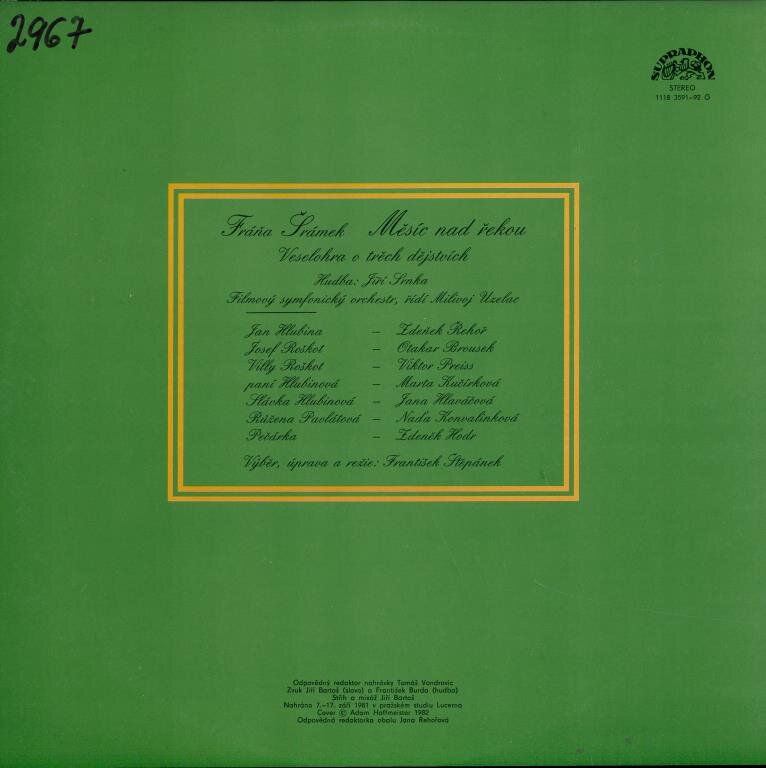 2967
SUPRAPHON
STEREO
1118 3591-92 G
Fráňa Šrámek Měsíc nad řekou
Veselohra o třech dějstvích
Hudba: Jiří Srnka
Filmový symfonický orchestr, řídí Milivoj Uzelac
Jan Hlubina – Zdeněk Řehoř
Josef Roškot – Otakar Brousek
Villy Roškot – Viktor Preiss
paní Hlubinová – Marta Kučírková
Slávka Hlubinová – Jana Hlaváčová
Růžena Pavlátová – Naďa Konvalinková
Pečárka – Zdeněk Hodr
Výběr, úprava a režie: František Štěpánek
Odpovědný redaktor nahrávky Tomáš Vondrovic
Zvuk Jiří Bartoš (slovo) a František Burda (hudba)
Střih a mixáž Jiří Bartoš
Nahráno 7.–17. září 1981 v pražském studiu Lucerna
Cover © Adam Hoffmeister 1982
Odpovědná redaktorka obalu Jana Řehořová